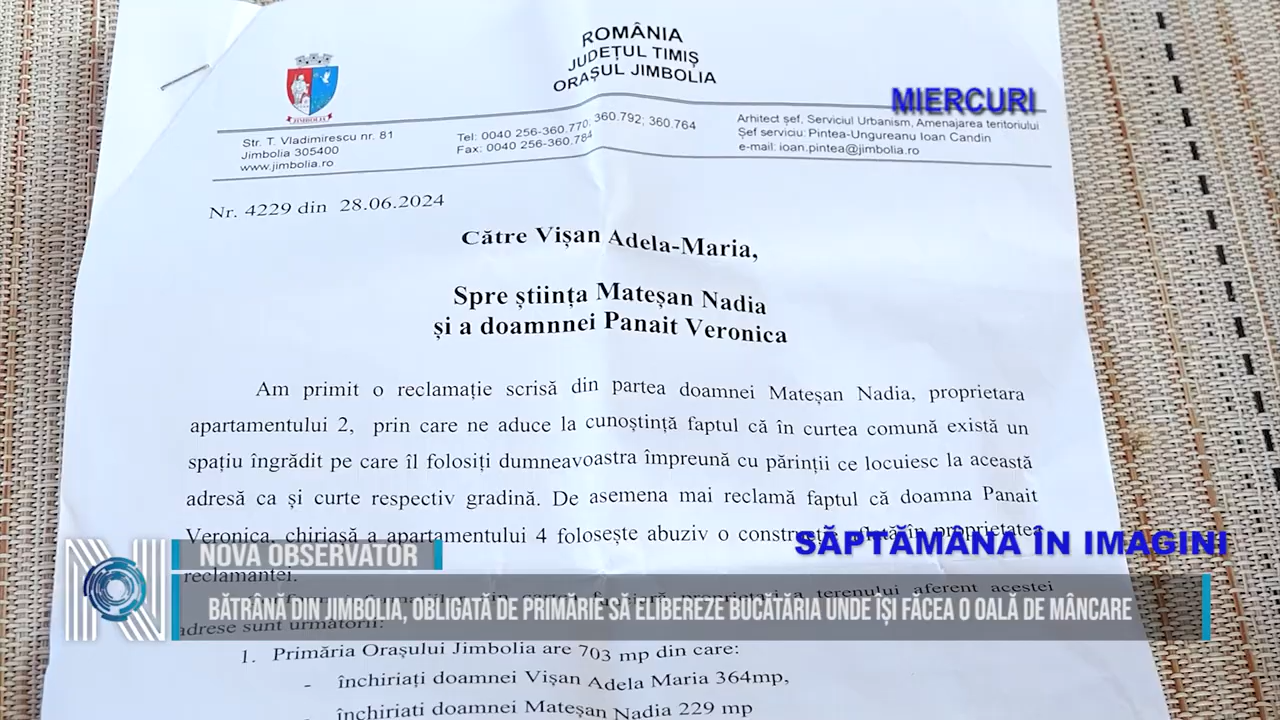 ROMÂNIA
JUDEȚUL TIMIȘ
ORAȘUL JIMBOLIA
JIMBOLIA
MIERCURI
Str. T. Vladimirescu nr. 81
Jimbolia 305400
www.jimbolia.ro
Tel: 0040 256-360.770; 360.792; 360.764
Fax: 0040 256-360.784
Arhitect șef, Serviciul Urbanism, Amenajarea teritoriului
Șef serviciu: Pintea-Ungureanu Ioan Candin
e-mail: ioan.pintea@jimbolia.ro
Nr. 4229 din 28.06.2024
Către Vișan Adela-Maria,
Spre știința Mateșan Nadia
și a doamnnei Panait Veronica
Am primit o reclamație scrisă din partea doamnei Mateșan Nadia, proprietara
apartamentului 2, prin care ne aduce la cunoștință faptul că în curtea comună există un
spațiu îngrădit pe care îl folosiți dumneavoastra împreună cu părinții ce locuiesc la această
adresă ca și curte respectiv gradină. De asemena mai reclamă faptul că doamna Panait
Veronica, chiriașă a apartamentului 4 folosește abuziv o aflată în proprietatea
SĂPTĂMÂNA ÎN IMAGINI
NOVA OBSERVATOR
reclamantei.
terenului aferent acestei
BĂTRÂNĂ DIN JIMBOLIA, OBLIGATĂ DE PRIMĂRIE SĂ ELIBEREZE BUCĂTĂRIA UNDE ÎȘI FĂCEA O OALĂ DE MÂNCARE
adrese sunt următorii:
1. Primăria Orașului Jimbolia are 703 mp din care:
- închiriați doamnei Vișan Adela Maria 364mp,
- închiriati doamnei Mateșan Nadia 229 mp